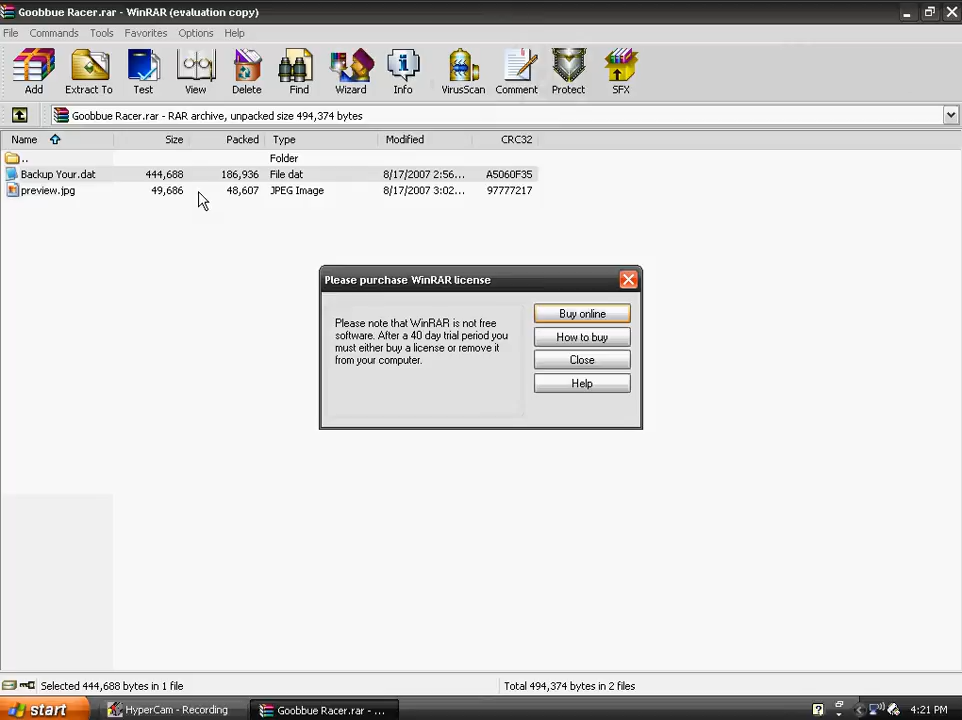 Goobbue Racer.rar - WinRAR (evaluation copy)
File Commands Tools Favorites Options Help
Add Extract To Test View Delete Find Wizard Info VirusScan Comment Protect SFX
Goobbue Racer.rar - RAR archive, unpacked size 494,374 bytes
Name Size Packed Type Modified CRC32
.. Folder
Backup Your.dat 444,688 186,936 File dat 8/17/2007 2:56... A5060F35
preview.jpg 49,686 48,607 JPEG Image 8/17/2007 3:02... 97777217
Please purchase WinRAR license
Please note that WinRAR is not free
software. After a 40 day trial period you
must either buy a license or remove it
from your computer.
Buy online
How to buy
Close
Help
Selected 444,688 bytes in 1 file Total 494,374 bytes in 2 files
start HyperCam - Recording Goobbue Racer.rar - ... 4:21 PM